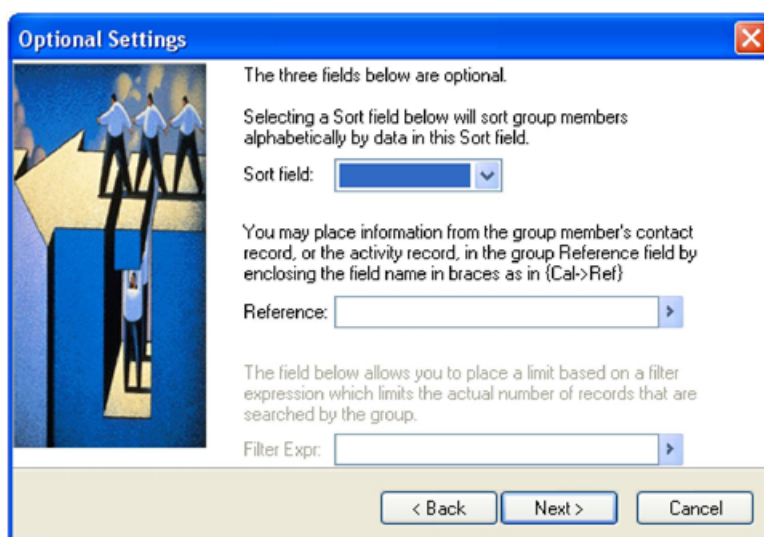 Optional Settings
The three fields below are optional.
Selecting a Sort field below will sort group members
alphabetically by data in this Sort field.
Sort field:
You may place information from the group member's contact
record, or the activity record, in the group Reference field by
enclosing the field name in braces as in {Cal->Ref}
Reference:
The field below allows you to place a limit based on a filter
expression which limits the actual number of records that are
searched by the group.
Filter Expr:
< Back Next > Cancel